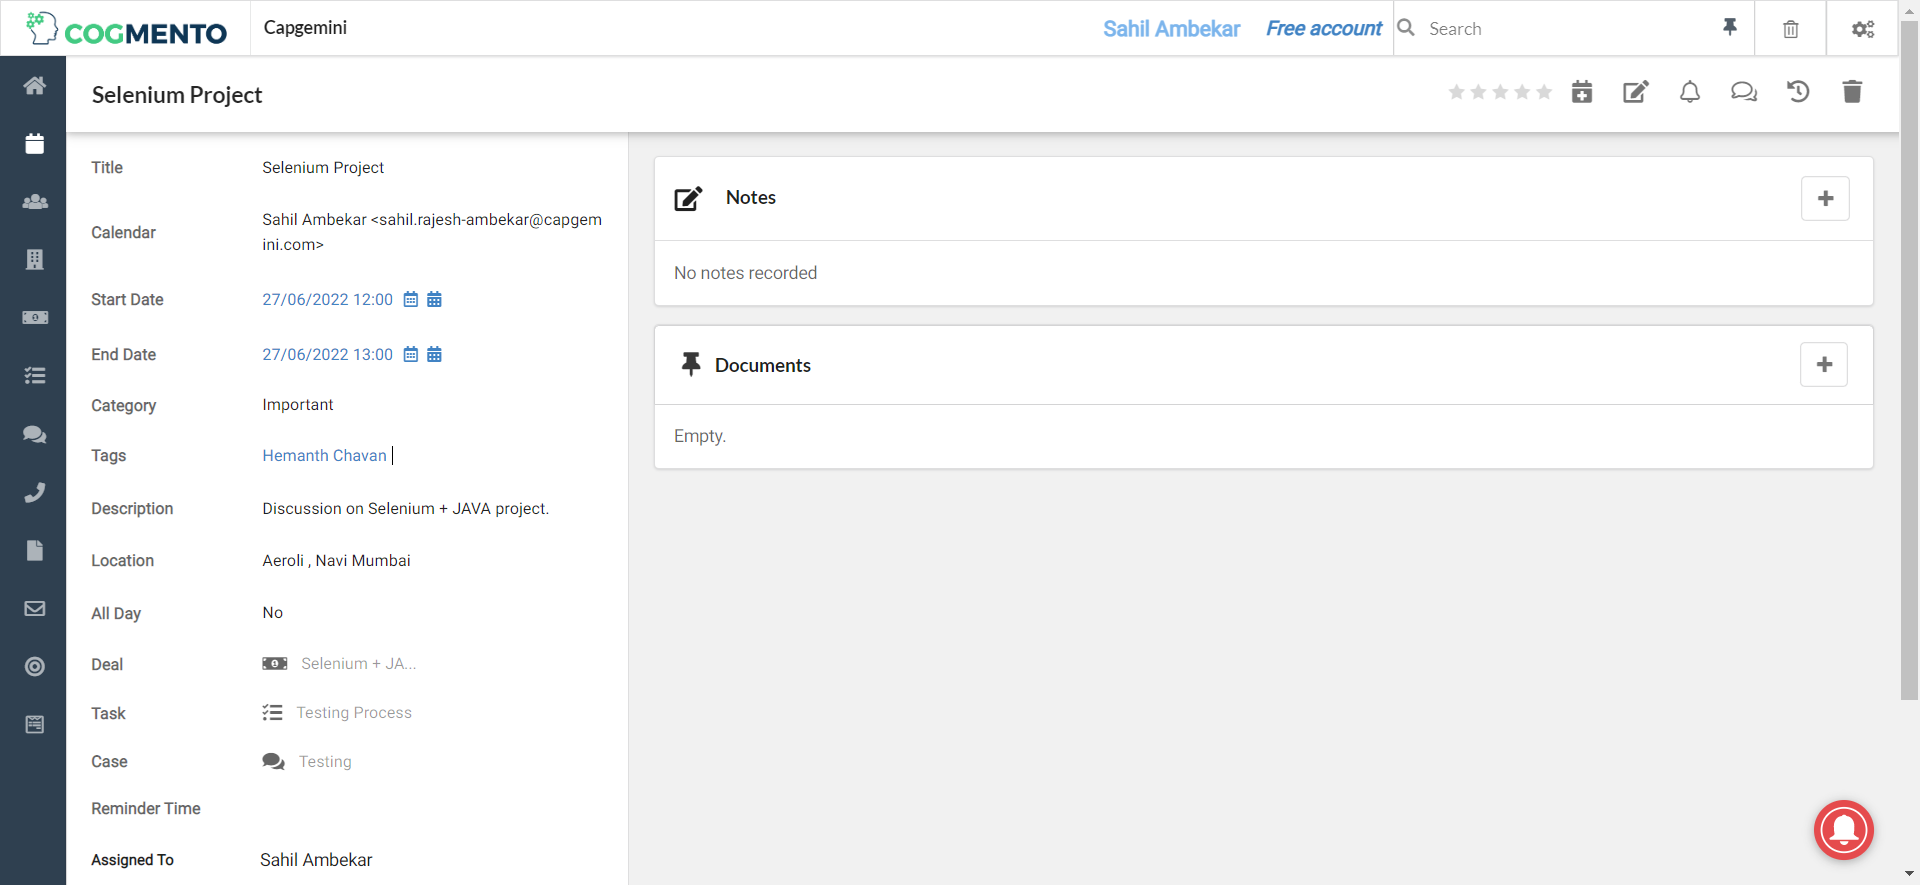 COGMENTO
Capgemini
Sahil Ambekar
Free account
Search
Selenium Project
Title
Selenium Project
Calendar
Sahil Ambekar <sahil.rajesh-ambekar@capgem
ini.com>
Start Date
27/06/2022 12:00
End Date
27/06/2022 13:00
Category
Important
Tags
Hemanth Chavan
Description
Discussion on Selenium + JAVA project.
Location
Aeroli , Navi Mumbai
All Day
No
Deal
Selenium + JA...
Task
Testing Process
Case
Testing
Reminder Time
Assigned To
Sahil Ambekar
Notes
No notes recorded
Documents
Empty.